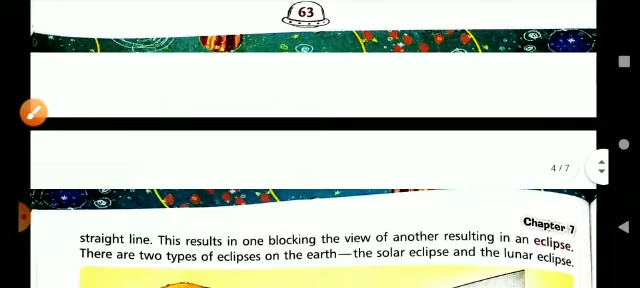 63
4/7
Chapter 7
straight line. This results in one blocking the view of another resulting in an eclipse.
There are two types of eclipses on the earth—the solar eclipse and the lunar eclipse.